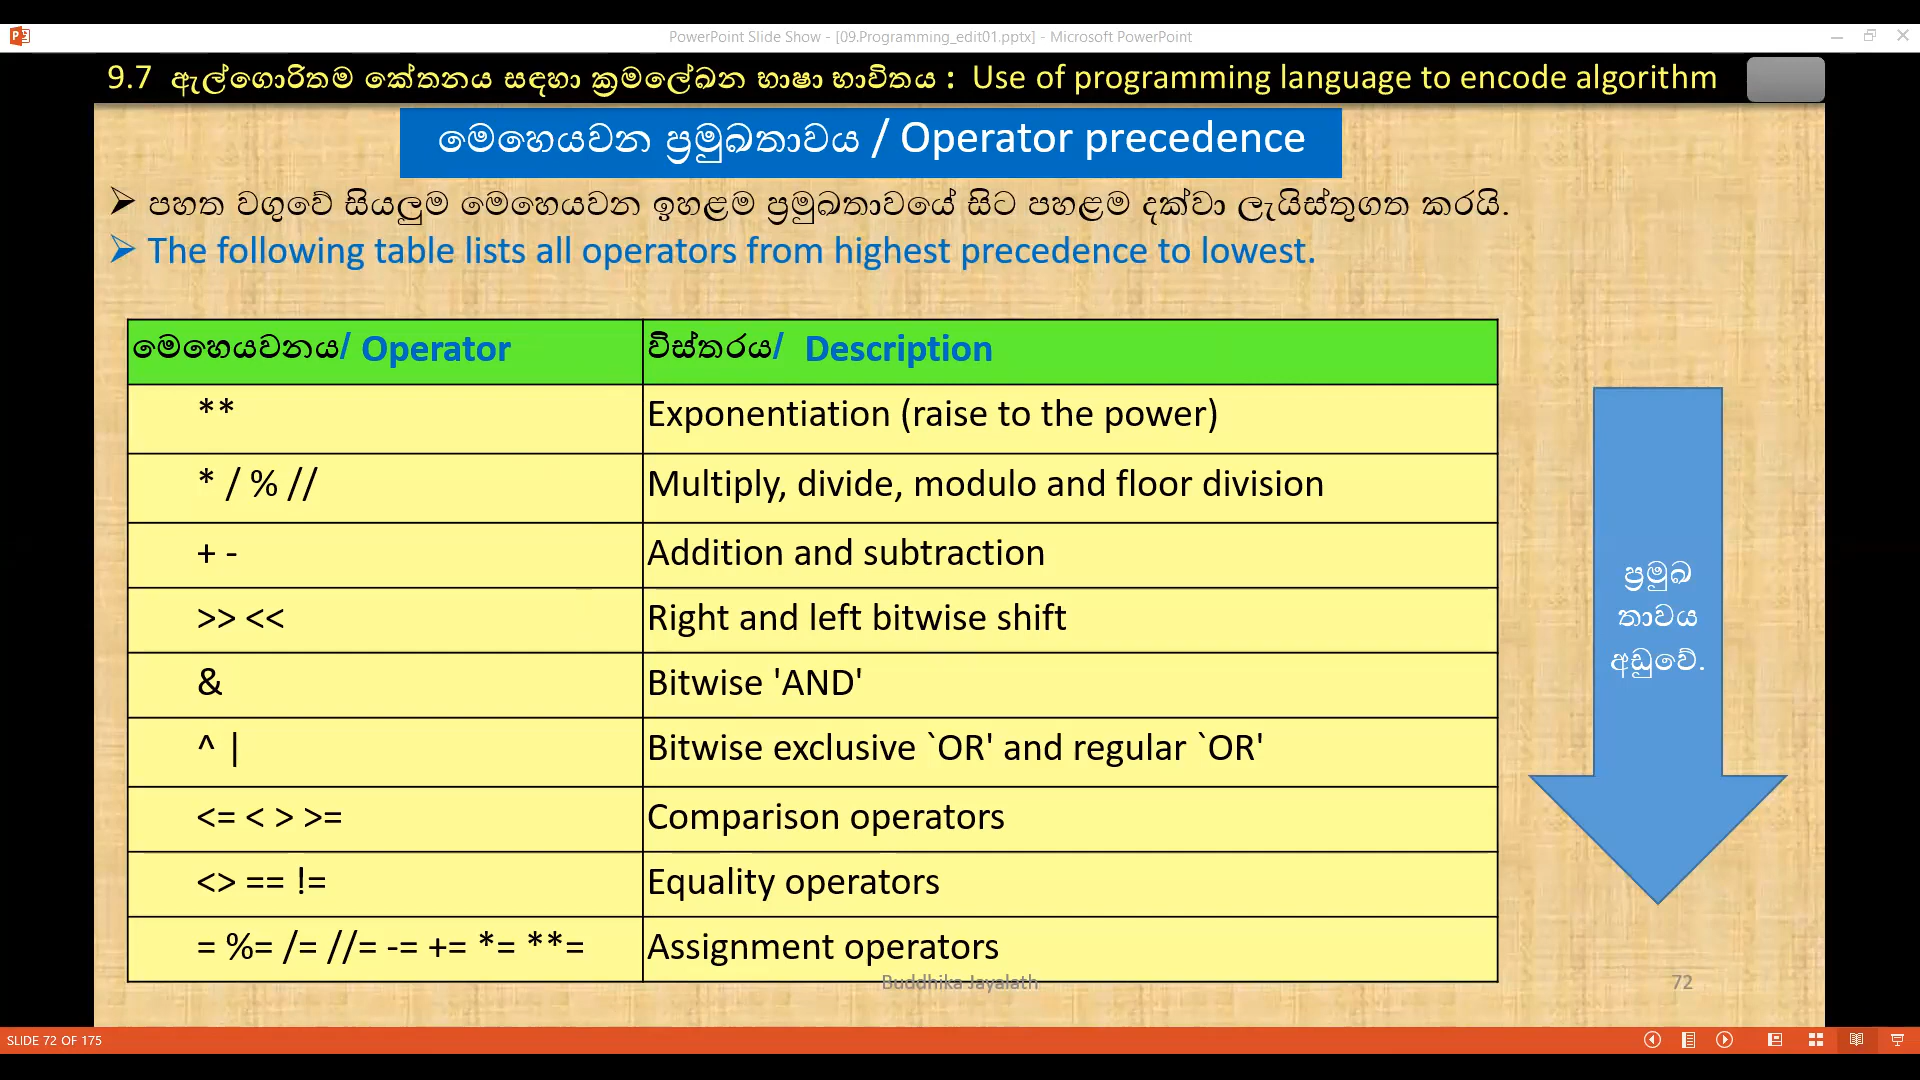 PowerPoint Slide Show - [09.Programming_edit01.pptx] - Microsoft PowerPoint
9.7 ඇල්ගොරිතම කේතනය සඳහා ක්‍රමලේඛන භාෂා භාවිතය : Use of programming language to encode algorithm
මෙහෙයවන ප්‍රමුඛතාවය / Operator precedence
පහත වගුවේ සියලුම මෙහෙයවන ඉහළම ප්‍රමුඛතාවයේ සිට පහළම දක්වා ලැයිස්තුගත කරයි.
The following table lists all operators from highest precedence to lowest.
මෙහෙයවනය/ Operator විස්තරය/ Description
** Exponentiation (raise to the power)
* / % // Multiply, divide, modulo and floor division
+ - Addition and subtraction
>> << Right and left bitwise shift
& Bitwise 'AND'
^ | Bitwise exclusive `OR' and regular `OR'
<= < > >= Comparison operators
<> == != Equality operators
= %= /= //= -= += *= **= Assignment operators
ප්‍රමුඛ
තාවය
අඩුවේ.
Buddhika Jayalath 72
SLIDE 72 OF 175